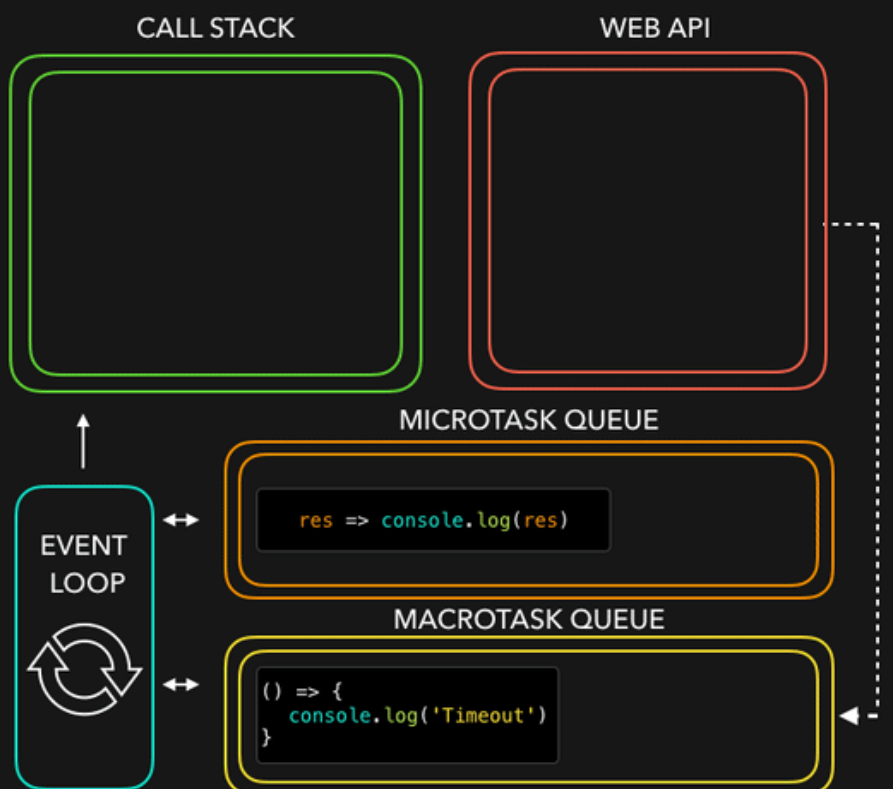 CALL STACK
WEB API
MICROTASK QUEUE
res => console.log(res)
EVENT
LOOP
MACROTASK QUEUE
() => {
  console.log('Timeout')
}